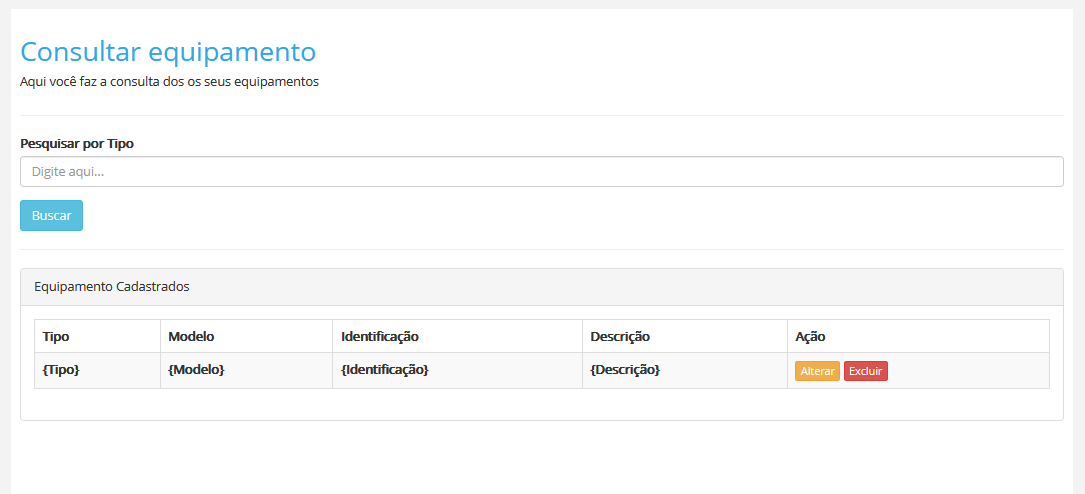 Consultar equipamento
Aqui você faz a consulta dos os seus equipamentos
Pesquisar por Tipo
Digite aqui...
Buscar
Equipamento Cadastrados
Tipo Modelo Identificação Descrição Ação
{Tipo} {Modelo} {Identificação} {Descrição} Alterar Excluir